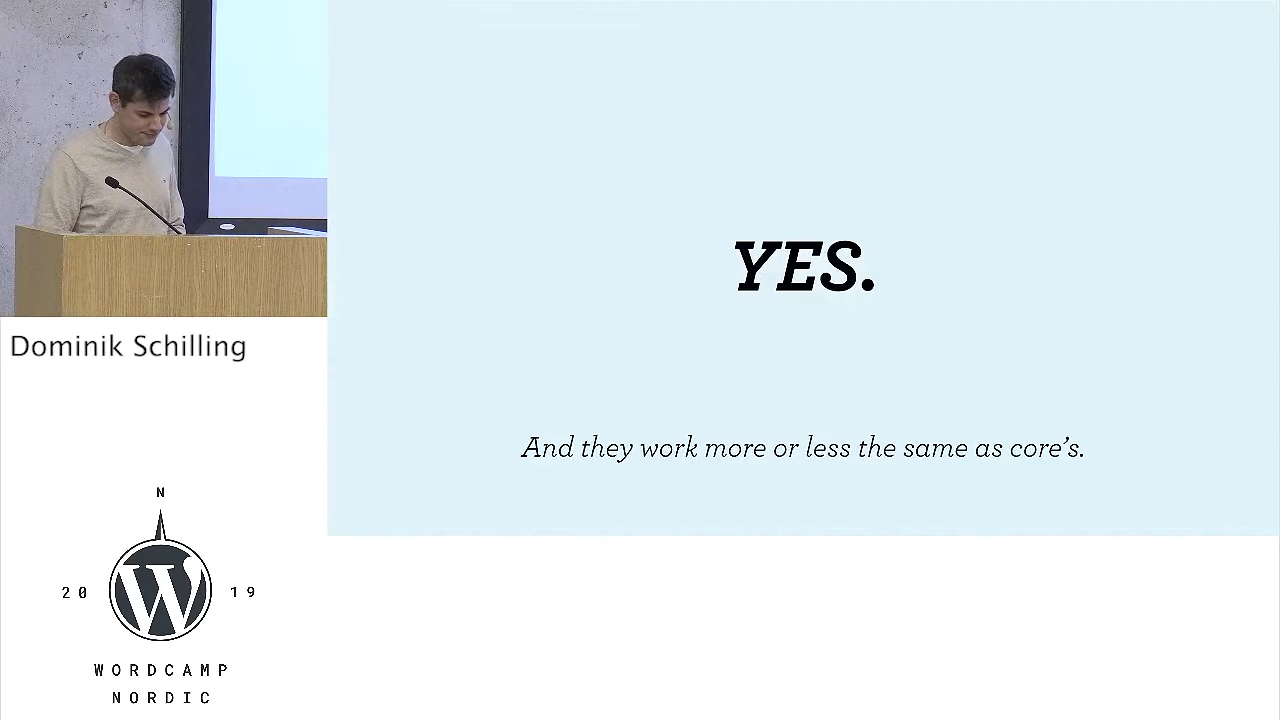 YES.
And they work more or less the same as core’s.
Dominik Schilling
N
20 19
W
WORDCAMP
NORDIC